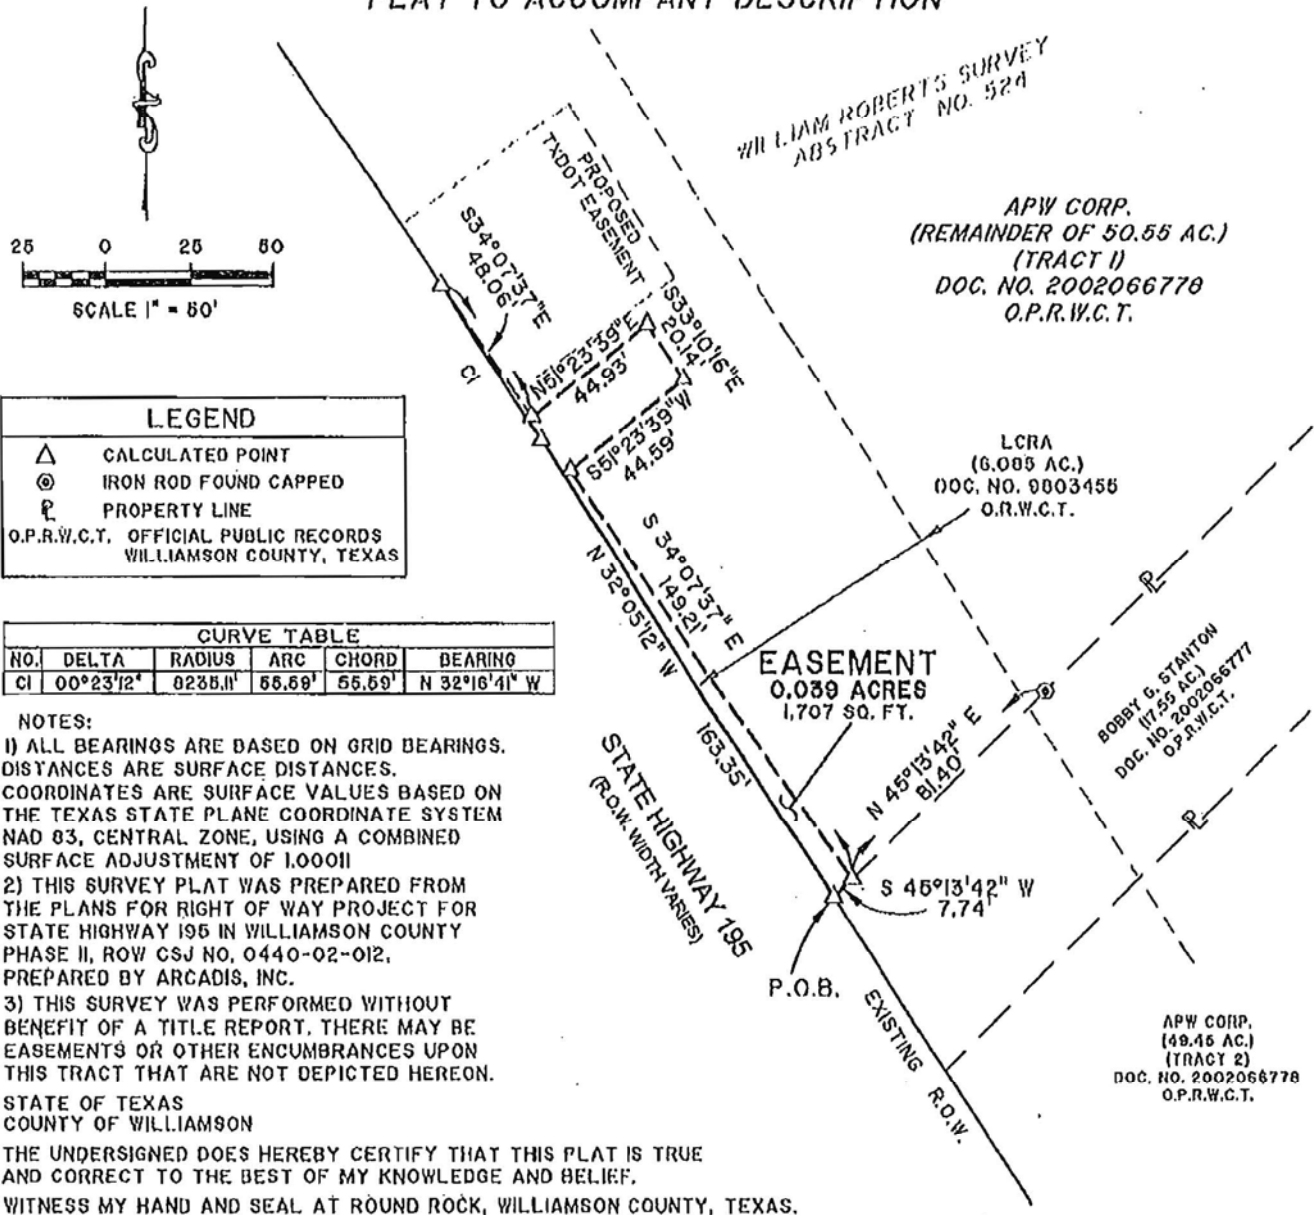 PLAT TO ACCOMPANY DESCRIPTION
WILLIAM ROBERTS SURVEY
ABSTRACT NO. 524
PROPOSED
TXDOT EASEMENT
APW CORP.
(REMAINDER OF 50.55 AC.)
(TRACT 1)
DOC. NO. 2002066778
O.P.R.W.C.T.
25 0 25 50
SCALE 1" = 50'
S34°07'37"E
48.06'
C1
N51°23'39"E
44.93'
S33°10'16"E
20.14'
S51°23'39"W
44.59'
LEGEND
CALCULATED POINT
IRON ROD FOUND CAPPED
PROPERTY LINE
O.P.R.W.C.T. OFFICIAL PUBLIC RECORDS
WILLIAMSON COUNTY, TEXAS
LCRA
(6.085 AC.)
DOC. NO. 9803455
O.R.W.C.T.
S 34°07'37" E
149.21'
N 32°05'12" W
163.35'
CURVE TABLE
NO. DELTA RADIUS ARC CHORD BEARING
C1 00°23'12" 8235.11' 55.59' 55.59' N 32°16'41" W
EASEMENT
0.039 ACRES
1,707 SQ. FT.
BOBBY G. STANTON
(17.55 AC.)
DOC. NO. 2002066777
O.P.R.W.C.T.
N 45°13'42" E
81.40'
STATE HIGHWAY 195
(R.O.W. WIDTH VARIES)
S 45°13'42" W
7.74'
P.O.B.
EXISTING R.O.W.
APW CORP.
(49.45 AC.)
(TRACT 2)
DOC. NO. 2002066778
O.P.R.W.C.T.
NOTES:
1) ALL BEARINGS ARE BASED ON GRID BEARINGS.
DISTANCES ARE SURFACE DISTANCES.
COORDINATES ARE SURFACE VALUES BASED ON
THE TEXAS STATE PLANE COORDINATE SYSTEM
NAD 83, CENTRAL ZONE, USING A COMBINED
SURFACE ADJUSTMENT OF 1.00011
2) THIS SURVEY PLAT WAS PREPARED FROM
THE PLANS FOR RIGHT OF WAY PROJECT FOR
STATE HIGHWAY 195 IN WILLIAMSON COUNTY
PHASE II, ROW CSJ NO. 0440-02-012,
PREPARED BY ARCADIS, INC.
3) THIS SURVEY WAS PERFORMED WITHOUT
BENEFIT OF A TITLE REPORT. THERE MAY BE
EASEMENTS OR OTHER ENCUMBRANCES UPON
THIS TRACT THAT ARE NOT DEPICTED HEREON.
STATE OF TEXAS
COUNTY OF WILLIAMSON
THE UNDERSIGNED DOES HEREBY CERTIFY THAT THIS PLAT IS TRUE
AND CORRECT TO THE BEST OF MY KNOWLEDGE AND BELIEF.
WITNESS MY HAND AND SEAL AT ROUND ROCK, WILLIAMSON COUNTY, TEXAS.